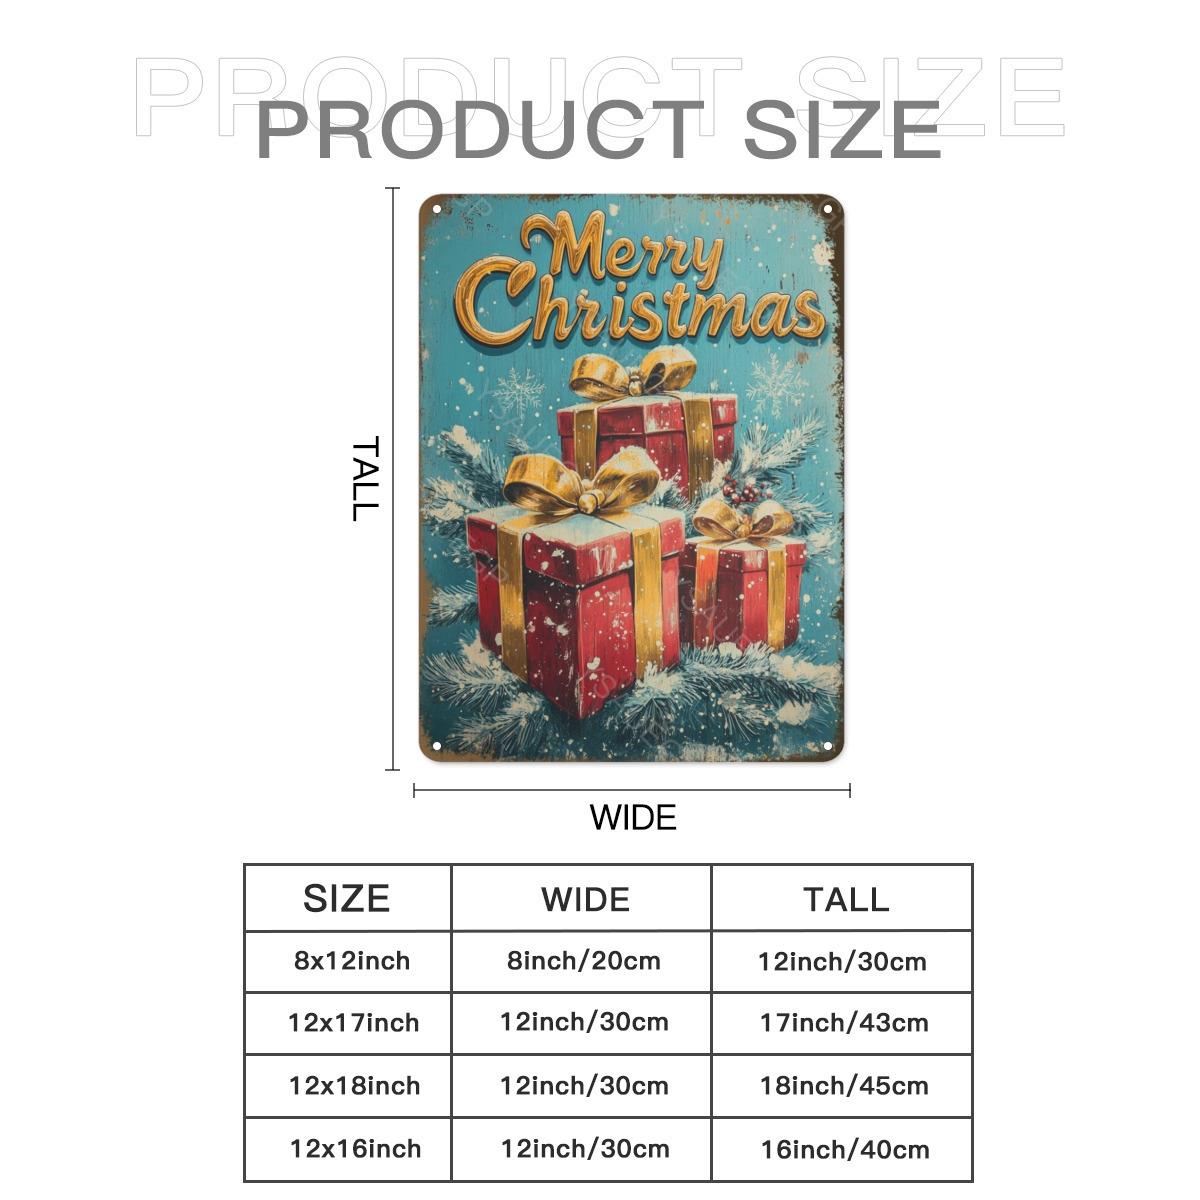 PRODUCT SIZE
PRODUCT SIZE
Merry
Christmas
TALL
WIDE
SIZE WIDE TALL
8x12inch 8inch/20cm 12inch/30cm
12x17inch 12inch/30cm 17inch/43cm
12x18inch 12inch/30cm 18inch/45cm
12x16inch 12inch/30cm 16inch/40cm